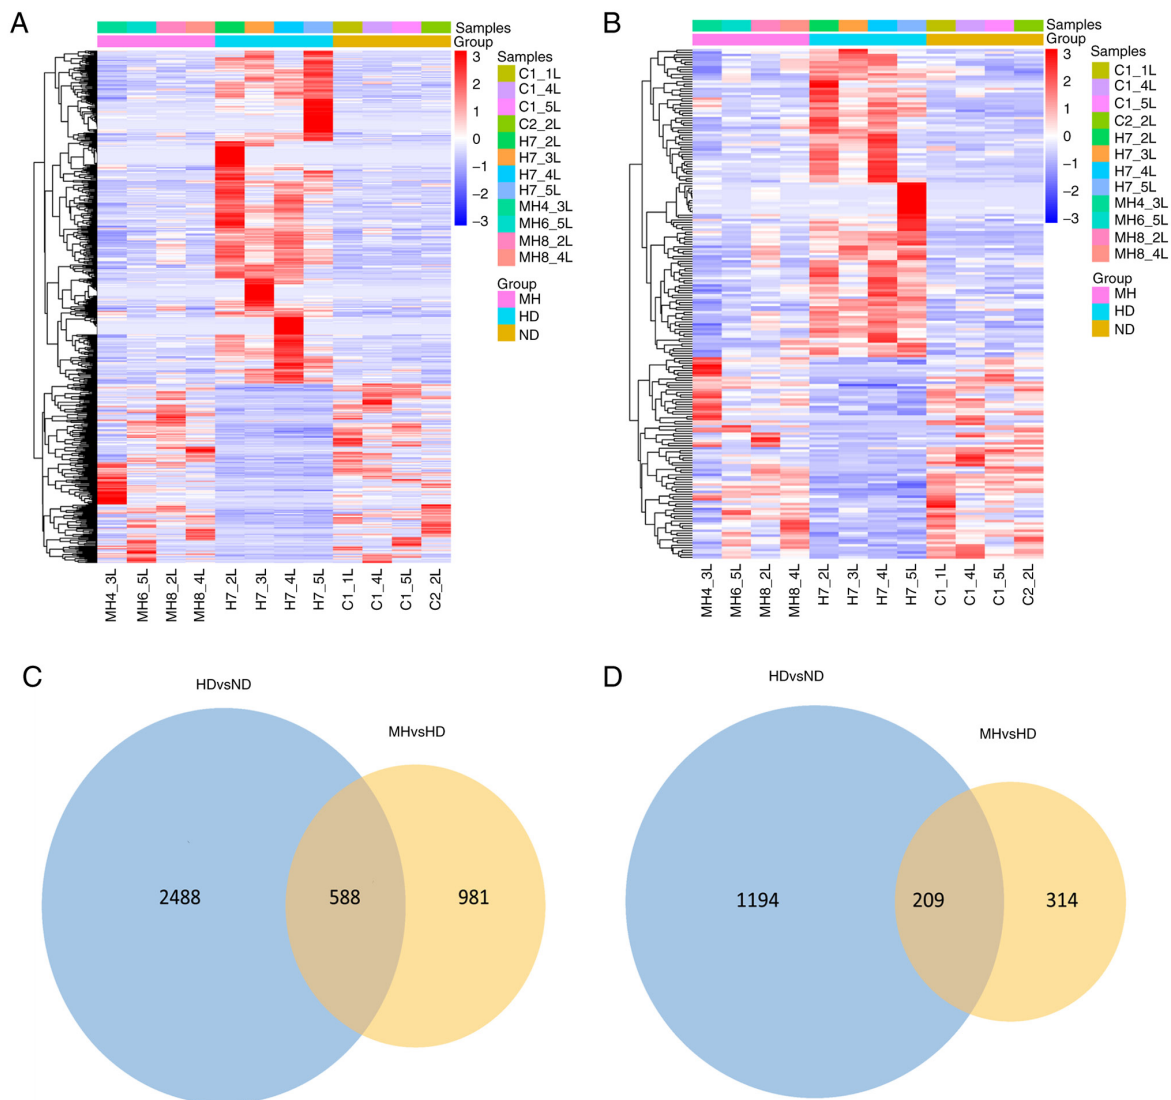 A
Samples
Group
3
2
1
0
−1
−2
−3
Samples
C1_1L
C1_4L
C1_5L
C2_2L
H7_2L
H7_3L
H7_4L
H7_5L
MH4_3L
MH6_5L
MH8_2L
MH8_4L
Group
MH
HD
ND
MH4_3L
MH6_5L
MH8_2L
MH8_4L
H7_2L
H7_3L
H7_4L
H7_5L
C1_1L
C1_4L
C1_5L
C2_2L
B
Samples
Group
3
2
1
0
−1
−2
−3
Samples
C1_1L
C1_4L
C1_5L
C2_2L
H7_2L
H7_3L
H7_4L
H7_5L
MH4_3L
MH6_5L
MH8_2L
MH8_4L
Group
MH
HD
ND
MH4_3L
MH6_5L
MH8_2L
MH8_4L
H7_2L
H7_3L
H7_4L
H7_5L
C1_1L
C1_4L
C1_5L
C2_2L
C
HDvsND
MHvsHD
2488
588
981
D
HDvsND
MHvsHD
1194
209
314